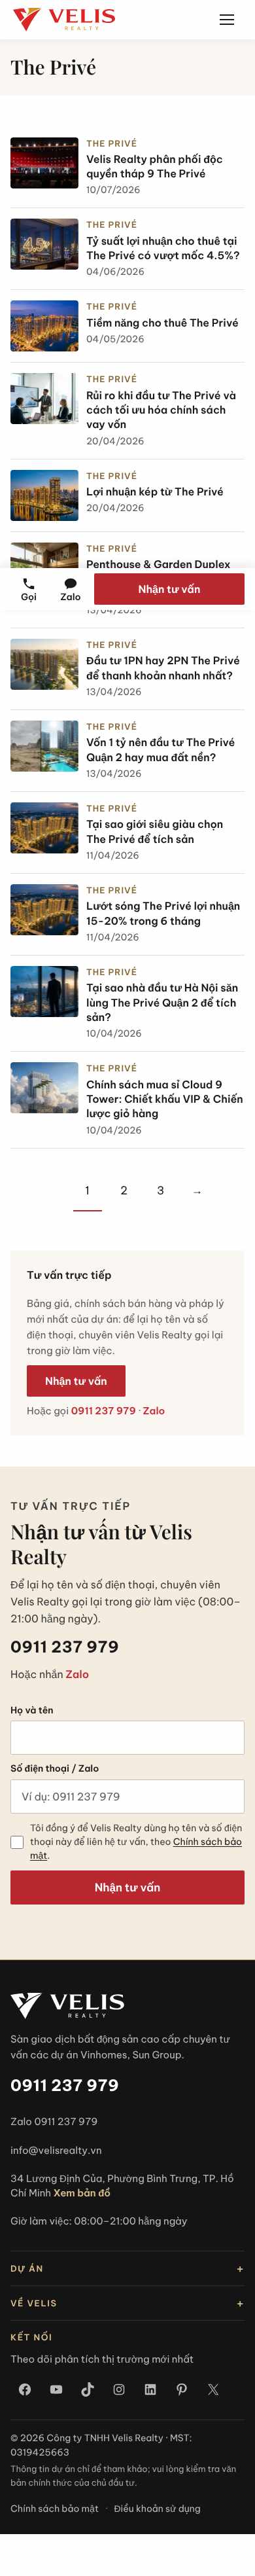 VELIS
REALTY
The Privé
THE PRIVÉ
Velis Realty phân phối độc
quyền tháp 9 The Privé
10/07/2026
THE PRIVÉ
Tỷ suất lợi nhuận cho thuê tại
The Privé có vượt mốc 4.5%?
04/06/2026
THE PRIVÉ
Tiềm năng cho thuê The Privé
04/05/2026
THE PRIVÉ
Rủi ro khi đầu tư The Privé và
cách tối ưu hóa chính sách
vay vốn
20/04/2026
THE PRIVÉ
Lợi nhuận kép từ The Privé
20/04/2026
THE PRIVÉ
Penthouse & Garden Duplex
Gọi
Zalo
Nhận tư vấn
13/04/2026
THE PRIVÉ
Đầu tư 1PN hay 2PN The Privé
để thanh khoản nhanh nhất?
13/04/2026
THE PRIVÉ
Vốn 1 tỷ nên đầu tư The Privé
Quận 2 hay mua đất nền?
13/04/2026
THE PRIVÉ
Tại sao giới siêu giàu chọn
The Privé để tích sản
11/04/2026
THE PRIVÉ
Lướt sóng The Privé lợi nhuận
15-20% trong 6 tháng
11/04/2026
THE PRIVÉ
Tại sao nhà đầu tư Hà Nội săn
lùng The Privé Quận 2 để tích
sản?
10/04/2026
THE PRIVÉ
Chính sách mua sỉ Cloud 9
Tower: Chiết khấu VIP & Chiến
lược giỏ hàng
10/04/2026
1 2 3 →
Tư vấn trực tiếp
Bảng giá, chính sách bán hàng và pháp lý
mới nhất của dự án: để lại họ tên và số
điện thoại, chuyên viên Velis Realty gọi lại
trong giờ làm việc.
Nhận tư vấn
Hoặc gọi 0911 237 979 · Zalo
TƯ VẤN TRỰC TIẾP
Nhận tư vấn từ Velis
Realty
Để lại họ tên và số điện thoại, chuyên viên
Velis Realty gọi lại trong giờ làm việc (08:00–
21:00 hằng ngày).
0911 237 979
Hoặc nhắn Zalo
Họ và tên
Số điện thoại / Zalo
Ví dụ: 0911 237 979
Tôi đồng ý để Velis Realty dùng họ tên và số điện
thoại này để liên hệ tư vấn, theo Chính sách bảo
mật.
Nhận tư vấn
VELIS
REALTY
Sàn giao dịch bất động sản cao cấp chuyên tư
vấn các dự án Vinhomes, Sun Group.
0911 237 979
Zalo 0911 237 979
info@velisrealty.vn
34 Lương Định Của, Phường Bình Trưng, TP. Hồ
Chí Minh Xem bản đồ
Giờ làm việc: 08:00–21:00 hằng ngày
DỰ ÁN +
VỀ VELIS +
KẾT NỐI
Theo dõi phân tích thị trường mới nhất
© 2026 Công ty TNHH Velis Realty · MST:
0319425663
Thông tin dự án chỉ để tham khảo; vui lòng kiểm tra văn
bản chính thức của chủ đầu tư.
Chính sách bảo mật · Điều khoản sử dụng